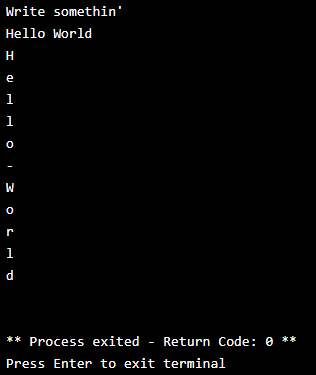 Write somethin'
Hello World
H
e
l
l
o
-
W
o
r
l
d
** Process exited - Return Code: 0 **
Press Enter to exit terminal